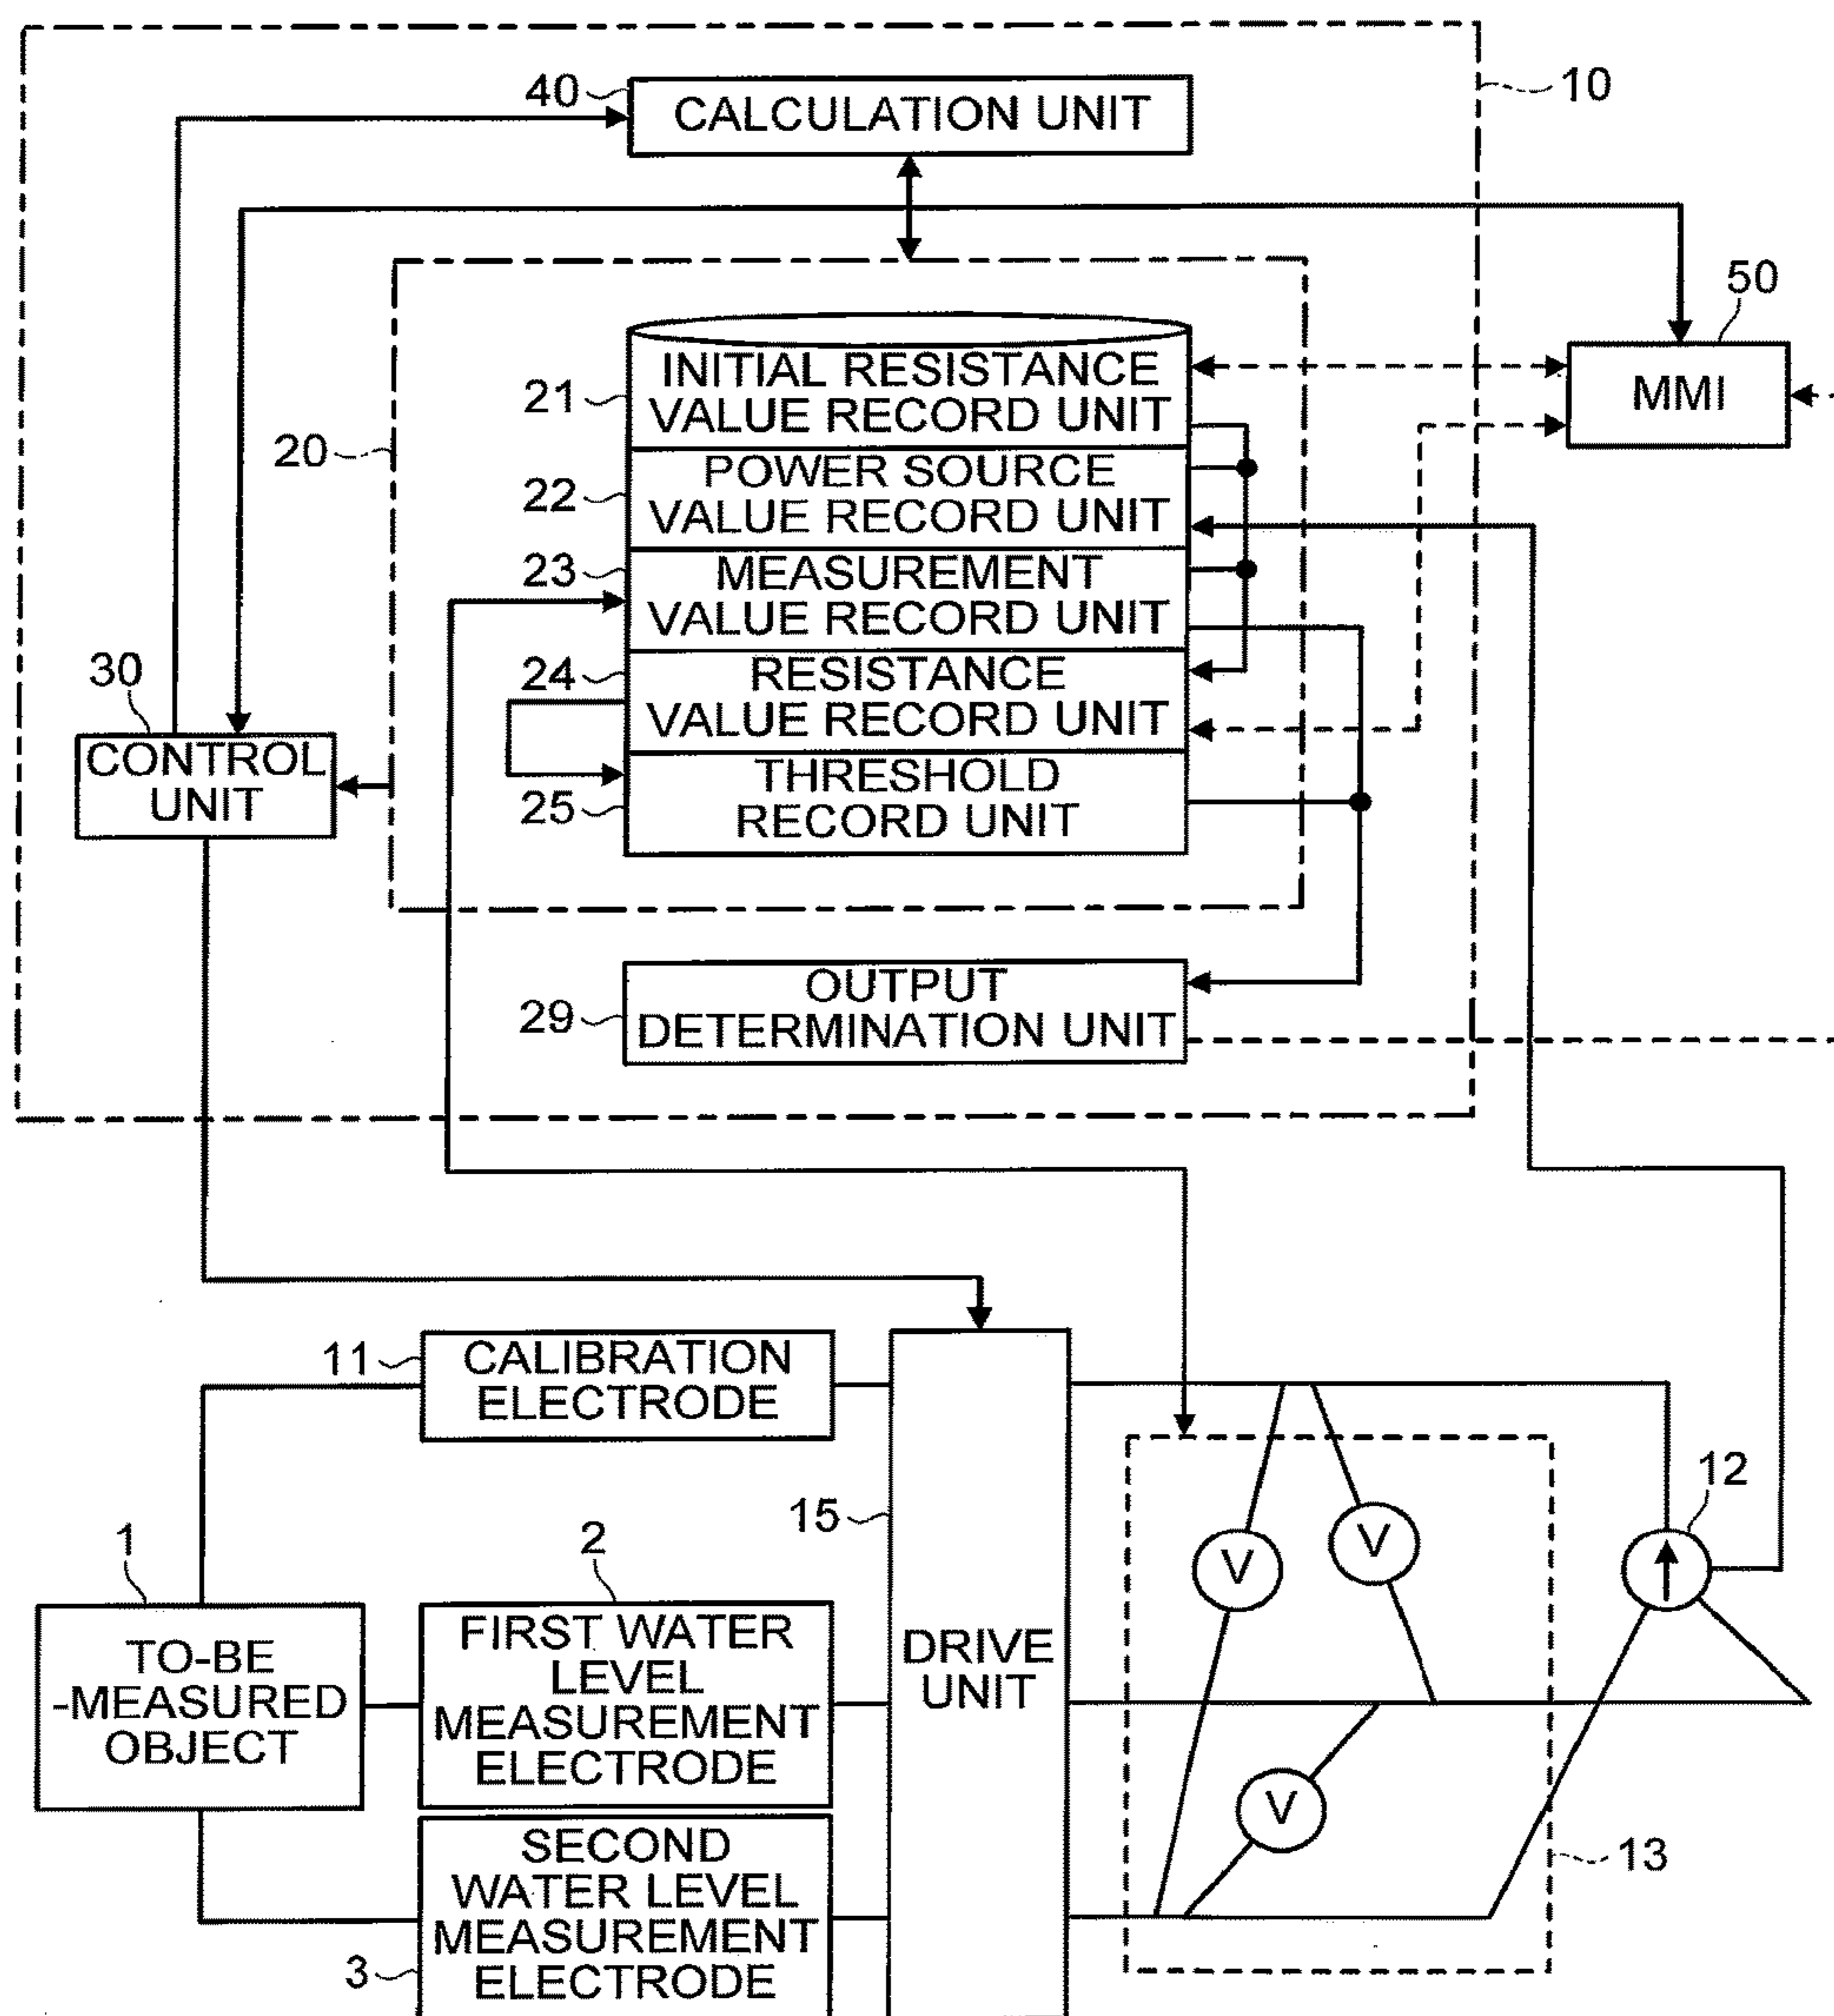 10
40
CALCULATION UNIT
50
MMI
20
21
INITIAL RESISTANCE
VALUE RECORD UNIT
22
POWER SOURCE
VALUE RECORD UNIT
23
MEASUREMENT
VALUE RECORD UNIT
24
RESISTANCE
VALUE RECORD UNIT
25
THRESHOLD
RECORD UNIT
30
CONTROL
UNIT
29
OUTPUT
DETERMINATION UNIT
11
CALIBRATION
ELECTRODE
15
DRIVE
UNIT
12
V
V
V
13
1
TO-BE
-MEASURED
OBJECT
2
FIRST WATER
LEVEL
MEASUREMENT
ELECTRODE
3
SECOND
WATER LEVEL
MEASUREMENT
ELECTRODE